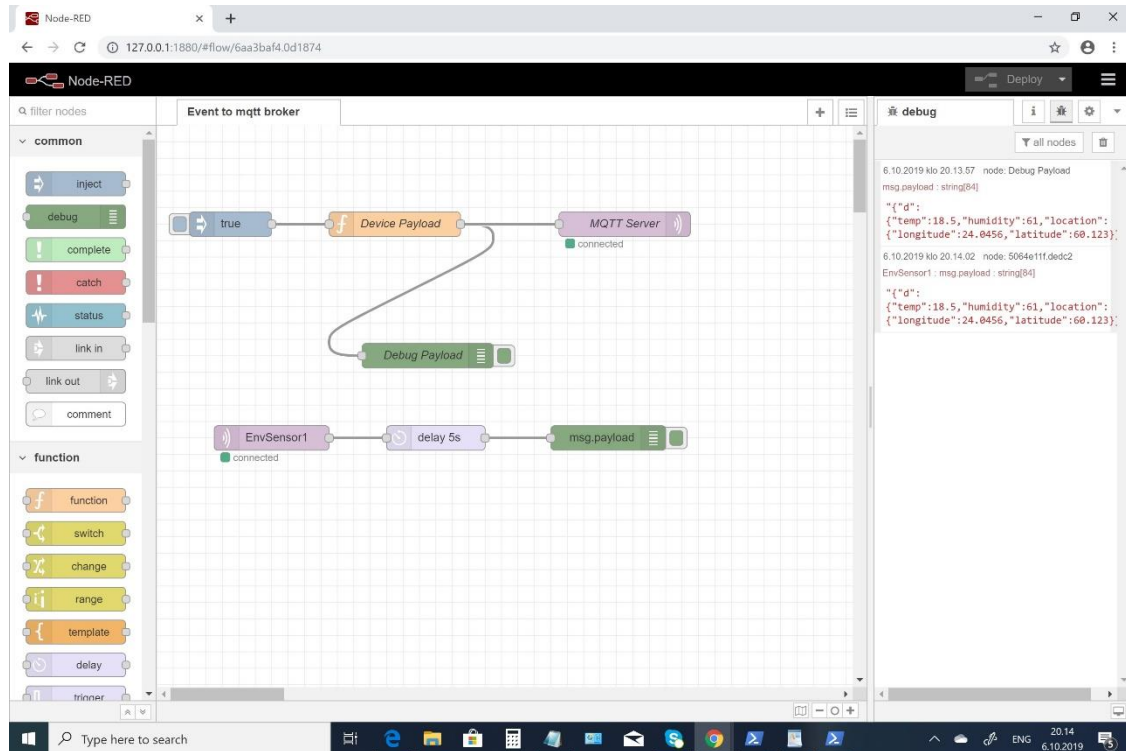 Node-RED
127.0.0.1:1880/#flow/6aa3baf4.0d1874
Node-RED
Deploy
filter nodes
common
inject
debug
complete
catch
status
link in
link out
comment
function
function
switch
change
range
template
delay
trigger
Event to mqtt broker
true
Device Payload
MQTT Server
connected
Debug Payload
EnvSensor1
connected
delay 5s
msg.payload
debug
i
all nodes
6.10.2019 klo 20.13.57 node: Debug Payload
msg.payload : string[84]
"{"d":
{"temp":18.5,"humidity":61,"location":
{"longitude":24.0456,"latitude":60.123}}
6.10.2019 klo 20.14.02 node: 5064e11f.dedc2
EnvSensor1 : msg.payload : string[84]
"{"d":
{"temp":18.5,"humidity":61,"location":
{"longitude":24.0456,"latitude":60.123}}
Type here to search
ENG
20.14
6.10.2019
5